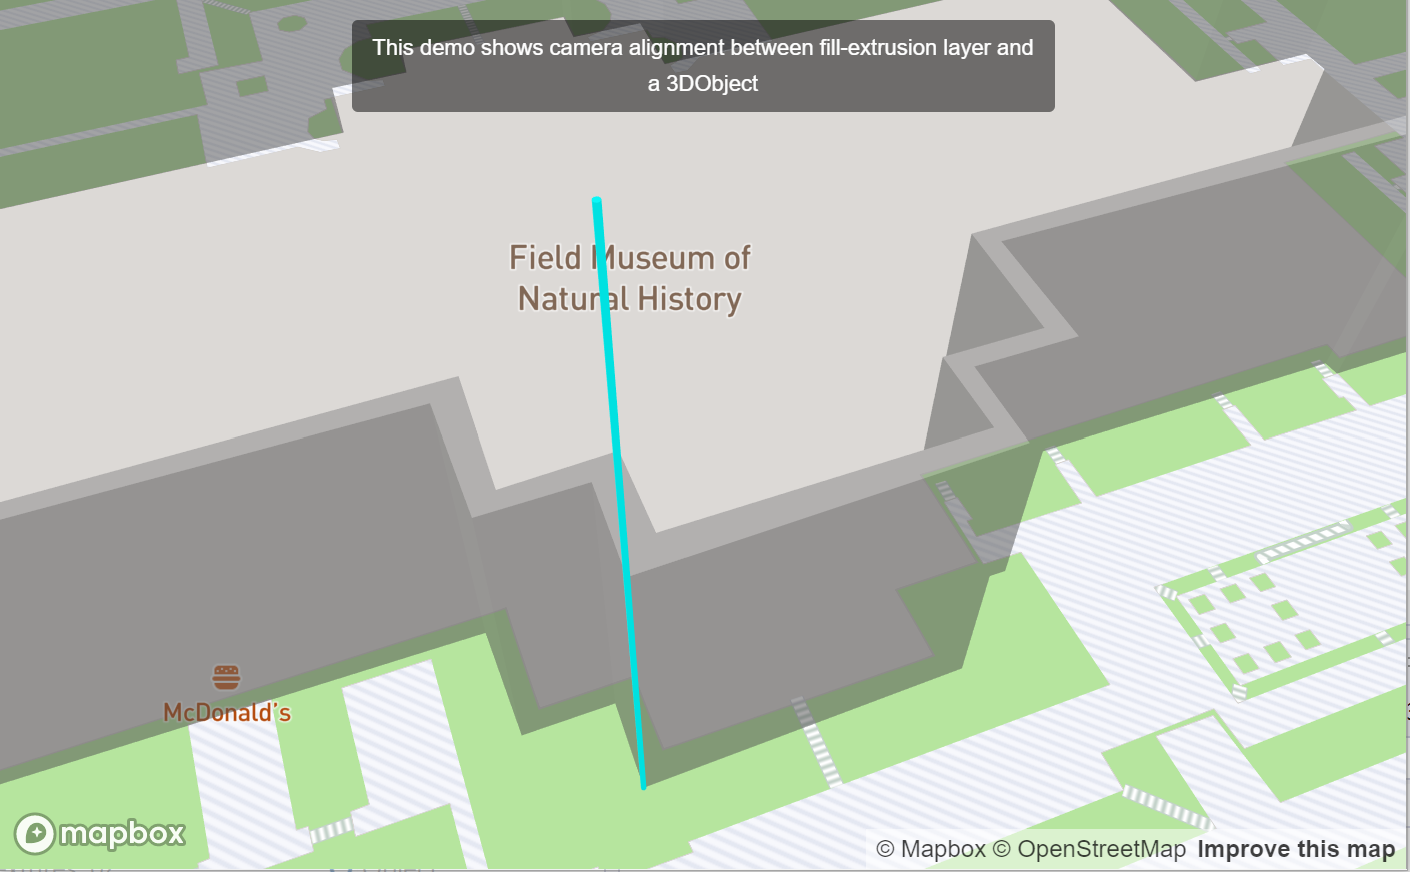 This demo shows camera alignment between fill-extrusion layer and
a 3DObject
Field Museum of
Natural History
McDonald's
mapbox
© Mapbox © OpenStreetMap Improve this map